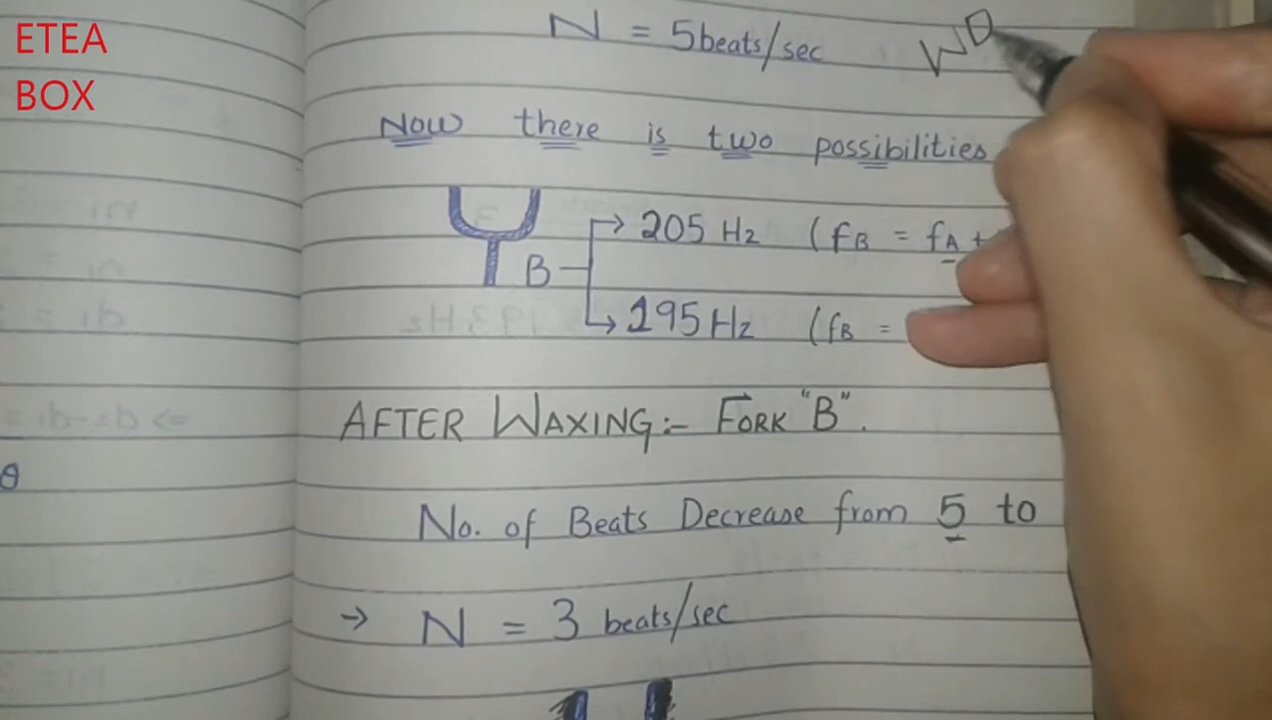 ETEA
BOX
N = 5beats/sec
WD
Now there is two possibilities
205 Hz (fB = fA +
B
195 Hz (fB =
AFTER WAXING:- FORK "B".
θ
No. of Beats Decrease from 5 to
→ N = 3 beats/sec